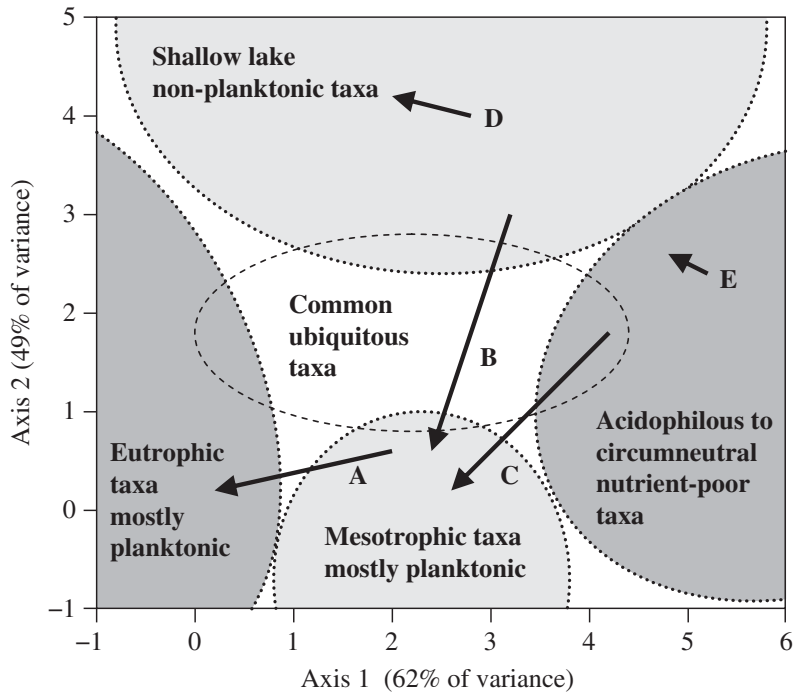 5
4
3
2
1
0
−1
Axis 2 (49% of variance)
Shallow lake
non-planktonic taxa
D
E
Common
ubiquitous
taxa
B
Eutrophic
taxa
mostly
planktonic
A
C
Acidophilous to
circumneutral
nutrient-poor
taxa
Mesotrophic taxa
mostly planktonic
−1
0
1
2
3
4
5
6
Axis 1 (62% of variance)